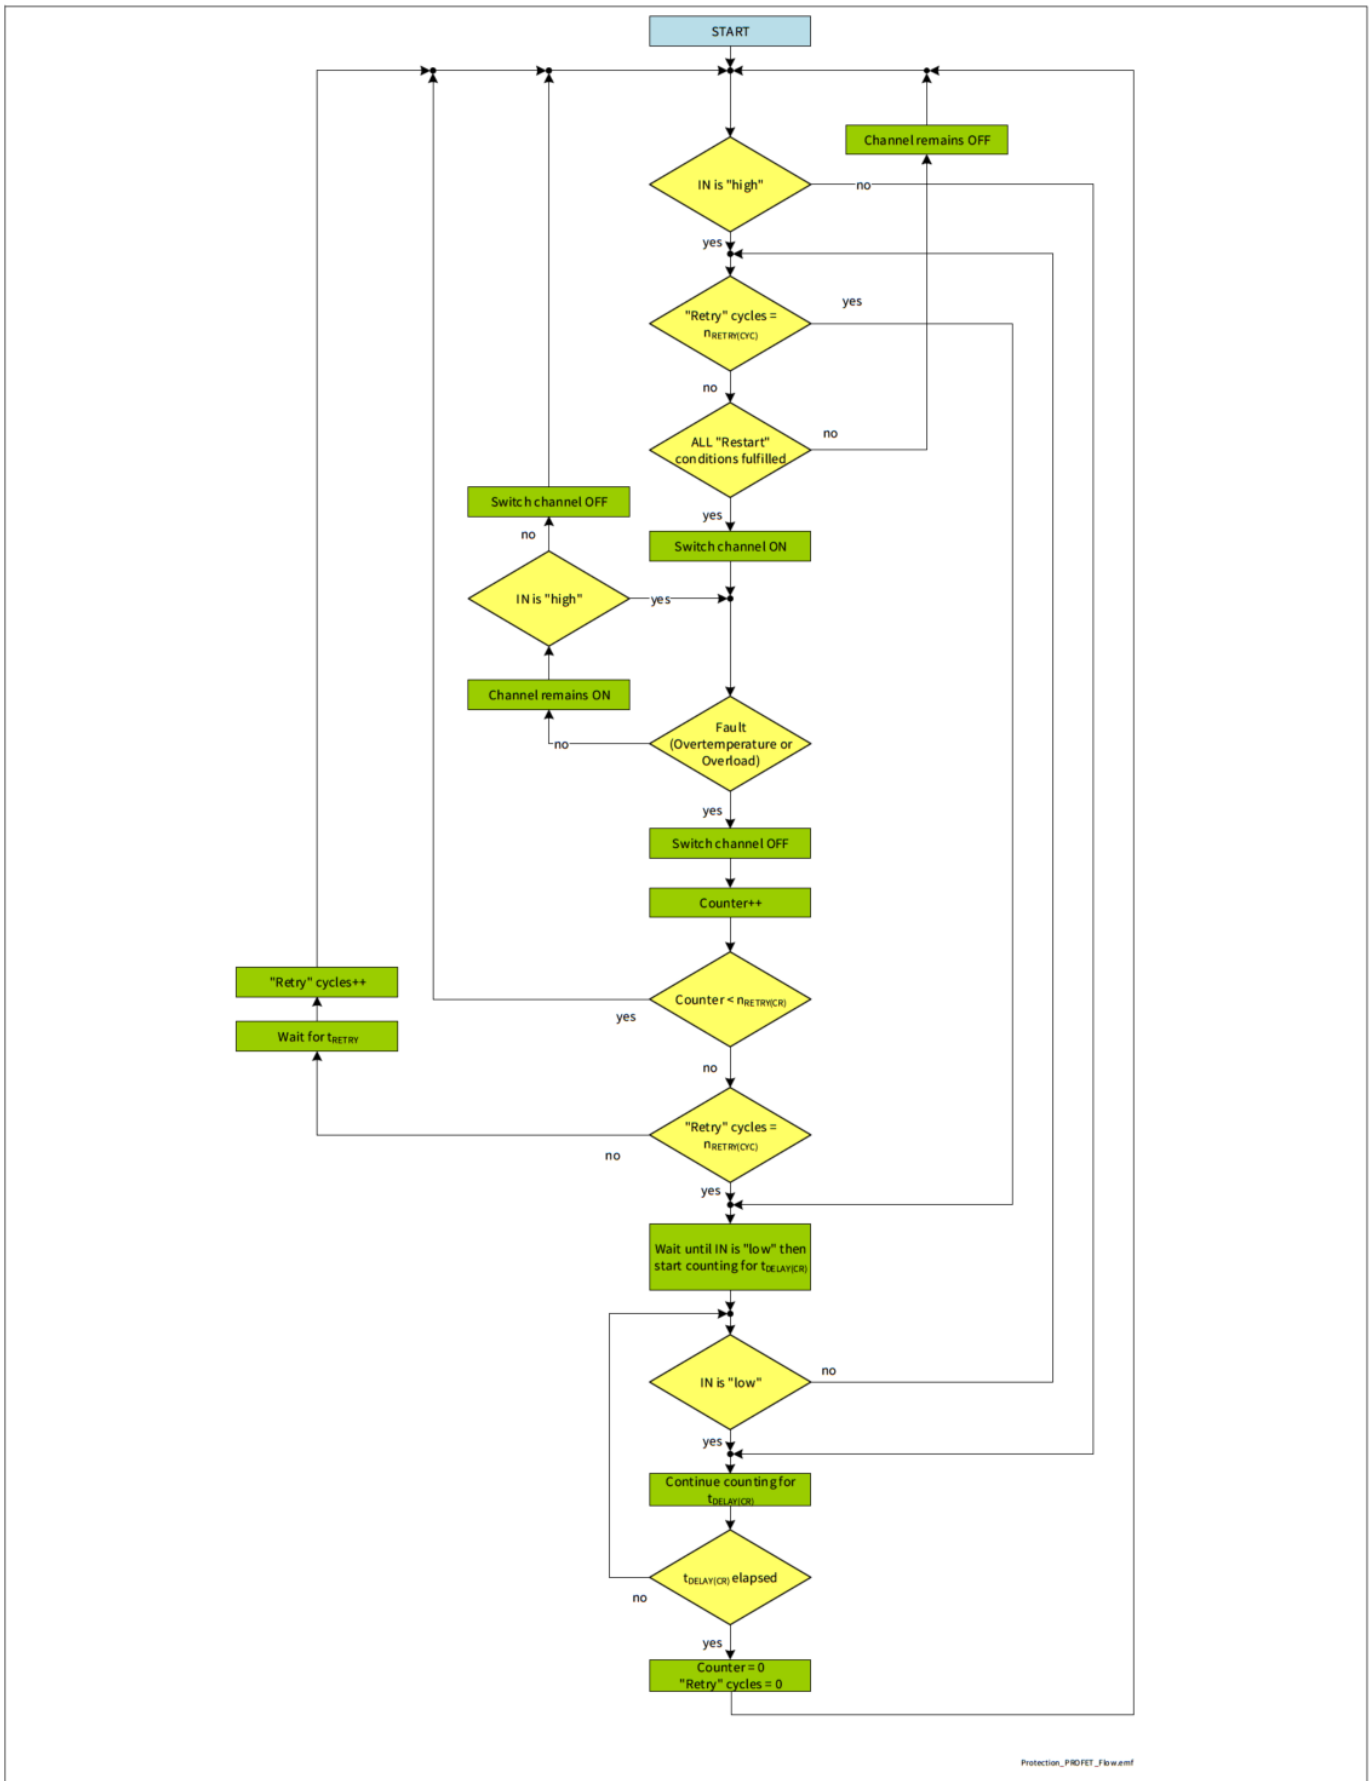 START
Channel remains OFF
IN is "high"
no
yes
"Retry" cycles =
nRETRY(CYC)
yes
no
ALL "Restart"
conditions fulfilled
no
yes
Switch channel OFF
no
Switch channel ON
IN is "high"
yes
Channel remains ON
Fault
(Overtemperature or
Overload)
no
yes
Switch channel OFF
Counter++
"Retry" cycles++
Counter < nRETRY(CR)
yes
Wait for tRETRY
no
"Retry" cycles =
nRETRY(CYC)
no
yes
Wait until IN is "low" then
start counting for tDELAY(CR)
IN is "low"
no
yes
Continue counting for
tDELAY(CR)
tDELAY(CR) elapsed
no
yes
Counter = 0
"Retry" cycles = 0
Protection_PROFET_Flow.emf